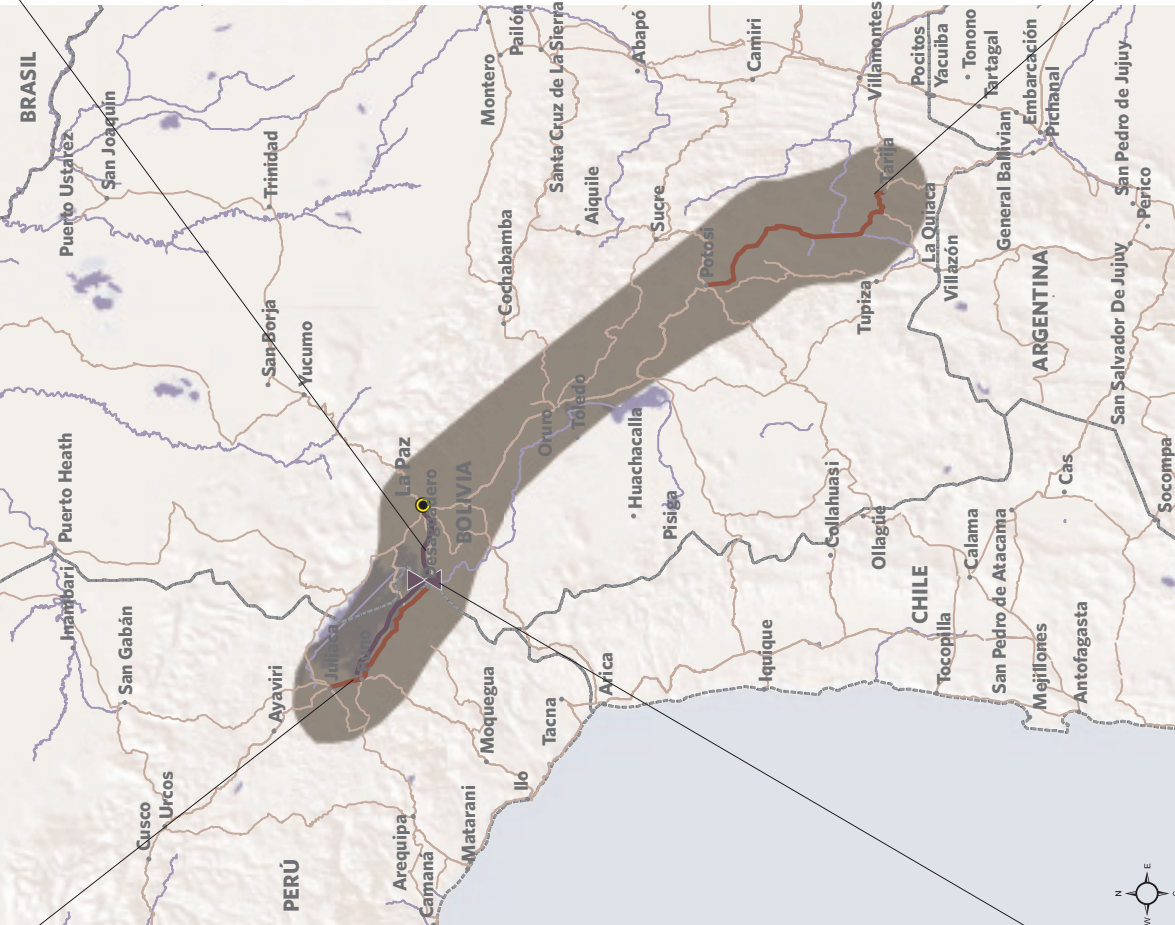 BRASIL
Puerto Ustarez
San Joaquín
Trinidad
San Borja
Yucumo
Puerto Heath
Inambari
San Gabán
Ayaviri
Juliaca
Urcos
Cusco
PERÚ
Arequipa
Camaná
Matarani
Ilo
Moquegua
Tacna
Arica
La Paz
Desaguadero
BOLIVIA
Oruro
Toledo
Huachacalla
Pisiga
Cochabamba
Montero
Pailón
Santa Cruz de La Sierra
Aiquile
Sucre
Abapó
Camiri
Potosí
Villamontes
Tarija
Tupiza
Villazón
La Quiaca
Pocitos
Yacuiba
Tonono
Tartagal
Embarcación
Pichanal
General Ballivian
San Pedro de Jujuy
Perico
San Salvador De Jujuy
ARGENTINA
Collahuasi
Ollagüe
Iquique
CHILE
Calama
San Pedro de Atacama
Tocopilla
Mejillones
Antofagasta
Cas
Socompa
N
E
W